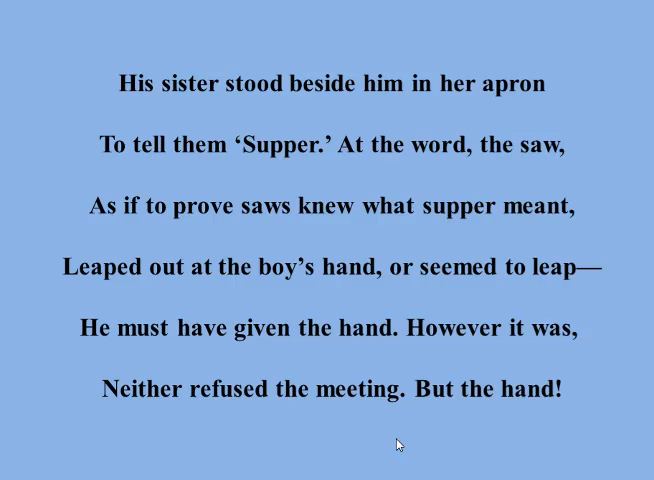 His sister stood beside him in her apron
To tell them ‘Supper.’ At the word, the saw,
As if to prove saws knew what supper meant,
Leaped out at the boy’s hand, or seemed to leap—
He must have given the hand. However it was,
Neither refused the meeting. But the hand!